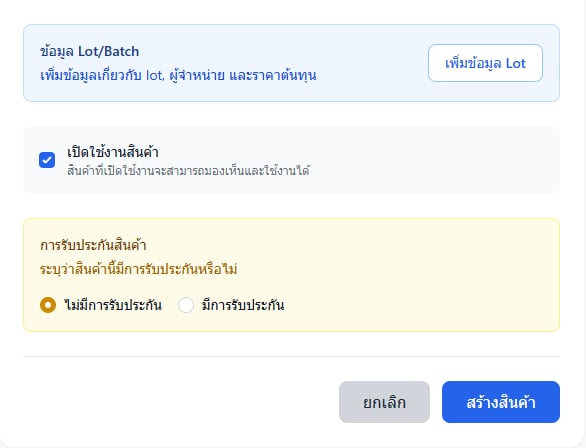 ข้อมูล Lot/Batch
เพิ่มข้อมูลเกี่ยวกับ lot, ผู้จำหน่าย และราคาต้นทุน
เพิ่มข้อมูล Lot
เปิดใช้งานสินค้า
สินค้าที่เปิดใช้งานจะสามารถมองเห็นและใช้งานได้
การรับประกันสินค้า
ระบุว่าสินค้านี้มีการรับประกันหรือไม่
ไม่มีการรับประกัน มีการรับประกัน
ยกเลิก สร้างสินค้า